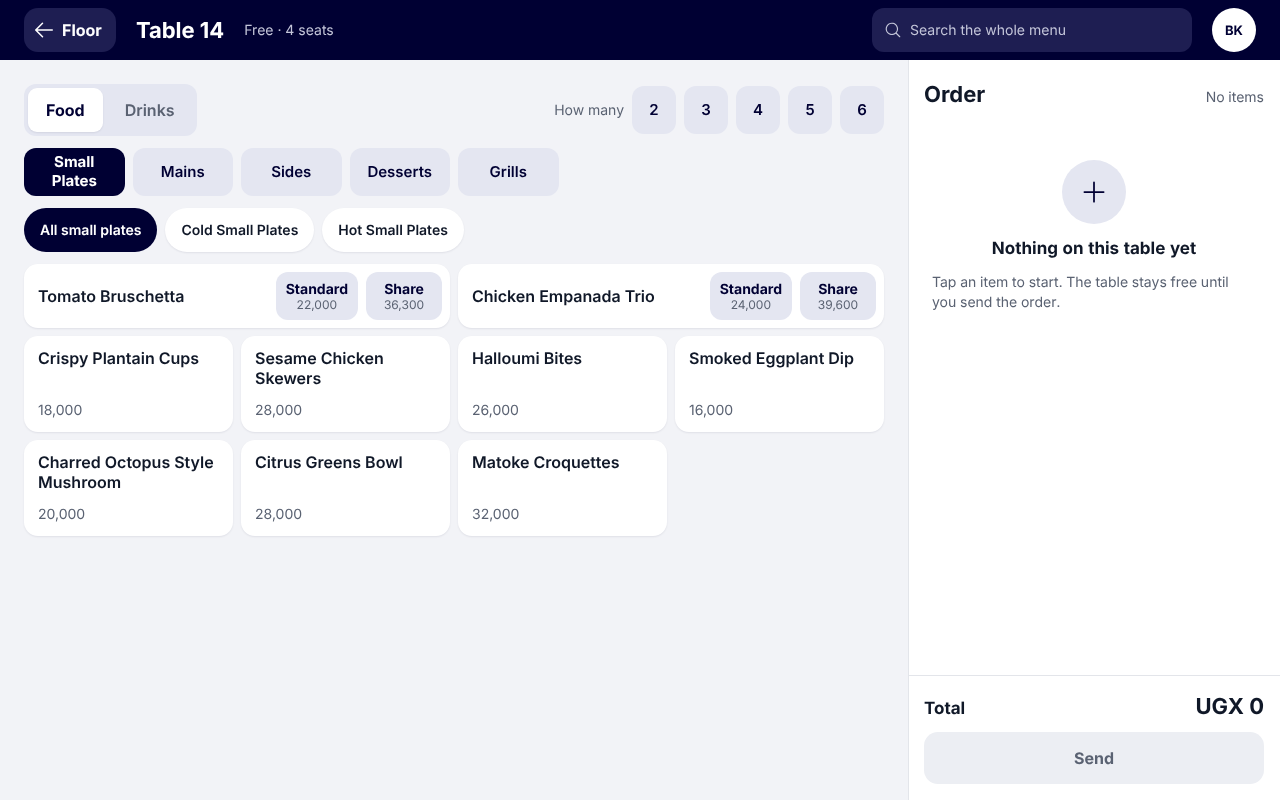 Floor
Table 14
Free · 4 seats
Search the whole menu
BK
Food
Drinks
How many
2
3
4
5
6
Small
Plates
Mains
Sides
Desserts
Grills
All small plates
Cold Small Plates
Hot Small Plates
Tomato Bruschetta
Standard
22,000
Share
36,300
Chicken Empanada Trio
Standard
24,000
Share
39,600
Crispy Plantain Cups
18,000
Sesame Chicken
Skewers
28,000
Halloumi Bites
26,000
Smoked Eggplant Dip
16,000
Charred Octopus Style
Mushroom
20,000
Citrus Greens Bowl
28,000
Matoke Croquettes
32,000
Order
No items
Nothing on this table yet
Tap an item to start. The table stays free until
you send the order.
Total
UGX 0
Send